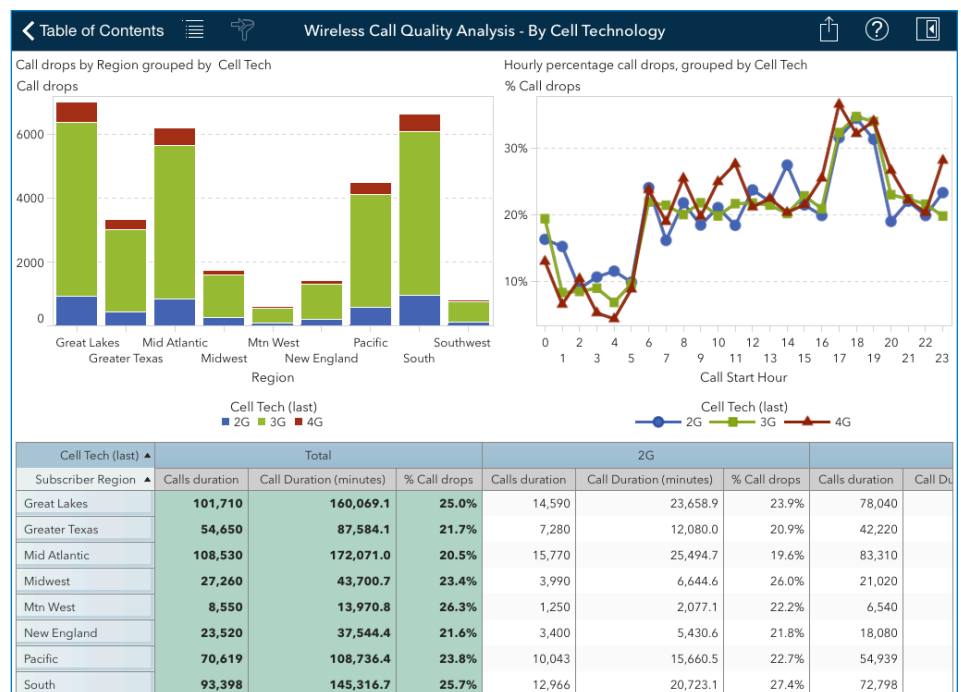 Table of Contents
Wireless Call Quality Analysis - By Cell Technology
?
Call drops by Region grouped by Cell Tech
Call drops
6000
4000
2000
0
Great Lakes Mid Atlantic Mtn West Pacific Southwest
Greater Texas Midwest New England South
Region
Cell Tech (last)
2G 3G 4G
Hourly percentage call drops, grouped by Cell Tech
% Call drops
30%
20%
10%
0 2 4 6 8 10 12 14 16 18 20 22
1 3 5 7 9 11 13 15 17 19 21 23
Call Start Hour
Cell Tech (last)
2G 3G 4G
Cell Tech (last) Total 2G
Subscriber Region Calls duration Call Duration (minutes) % Call drops Calls duration Call Duration (minutes) % Call drops Calls duration Call Du
Great Lakes 101,710 160,069.1 25.0% 14,590 23,658.9 23.9% 78,040
Greater Texas 54,650 87,584.1 21.7% 7,280 12,080.0 20.9% 42,220
Mid Atlantic 108,530 172,071.0 20.5% 15,770 25,494.7 19.6% 83,310
Midwest 27,260 43,700.7 23.4% 3,990 6,644.6 26.0% 21,020
Mtn West 8,550 13,970.8 26.3% 1,250 2,077.1 22.2% 6,540
New England 23,520 37,544.4 21.6% 3,400 5,430.6 21.8% 18,080
Pacific 70,619 108,736.4 23.8% 10,043 15,660.5 22.7% 54,939
South 93,398 145,316.7 25.7% 12,966 20,723.1 27.4% 72,798